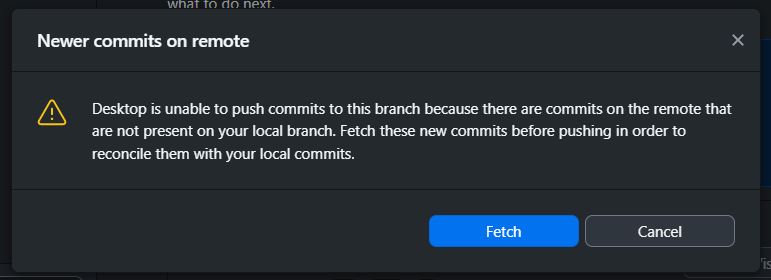 what to do next.
Newer commits on remote
Desktop is unable to push commits to this branch because there are commits on the remote that
are not present on your local branch. Fetch these new commits before pushing in order to
reconcile them with your local commits.
Fetch
Cancel